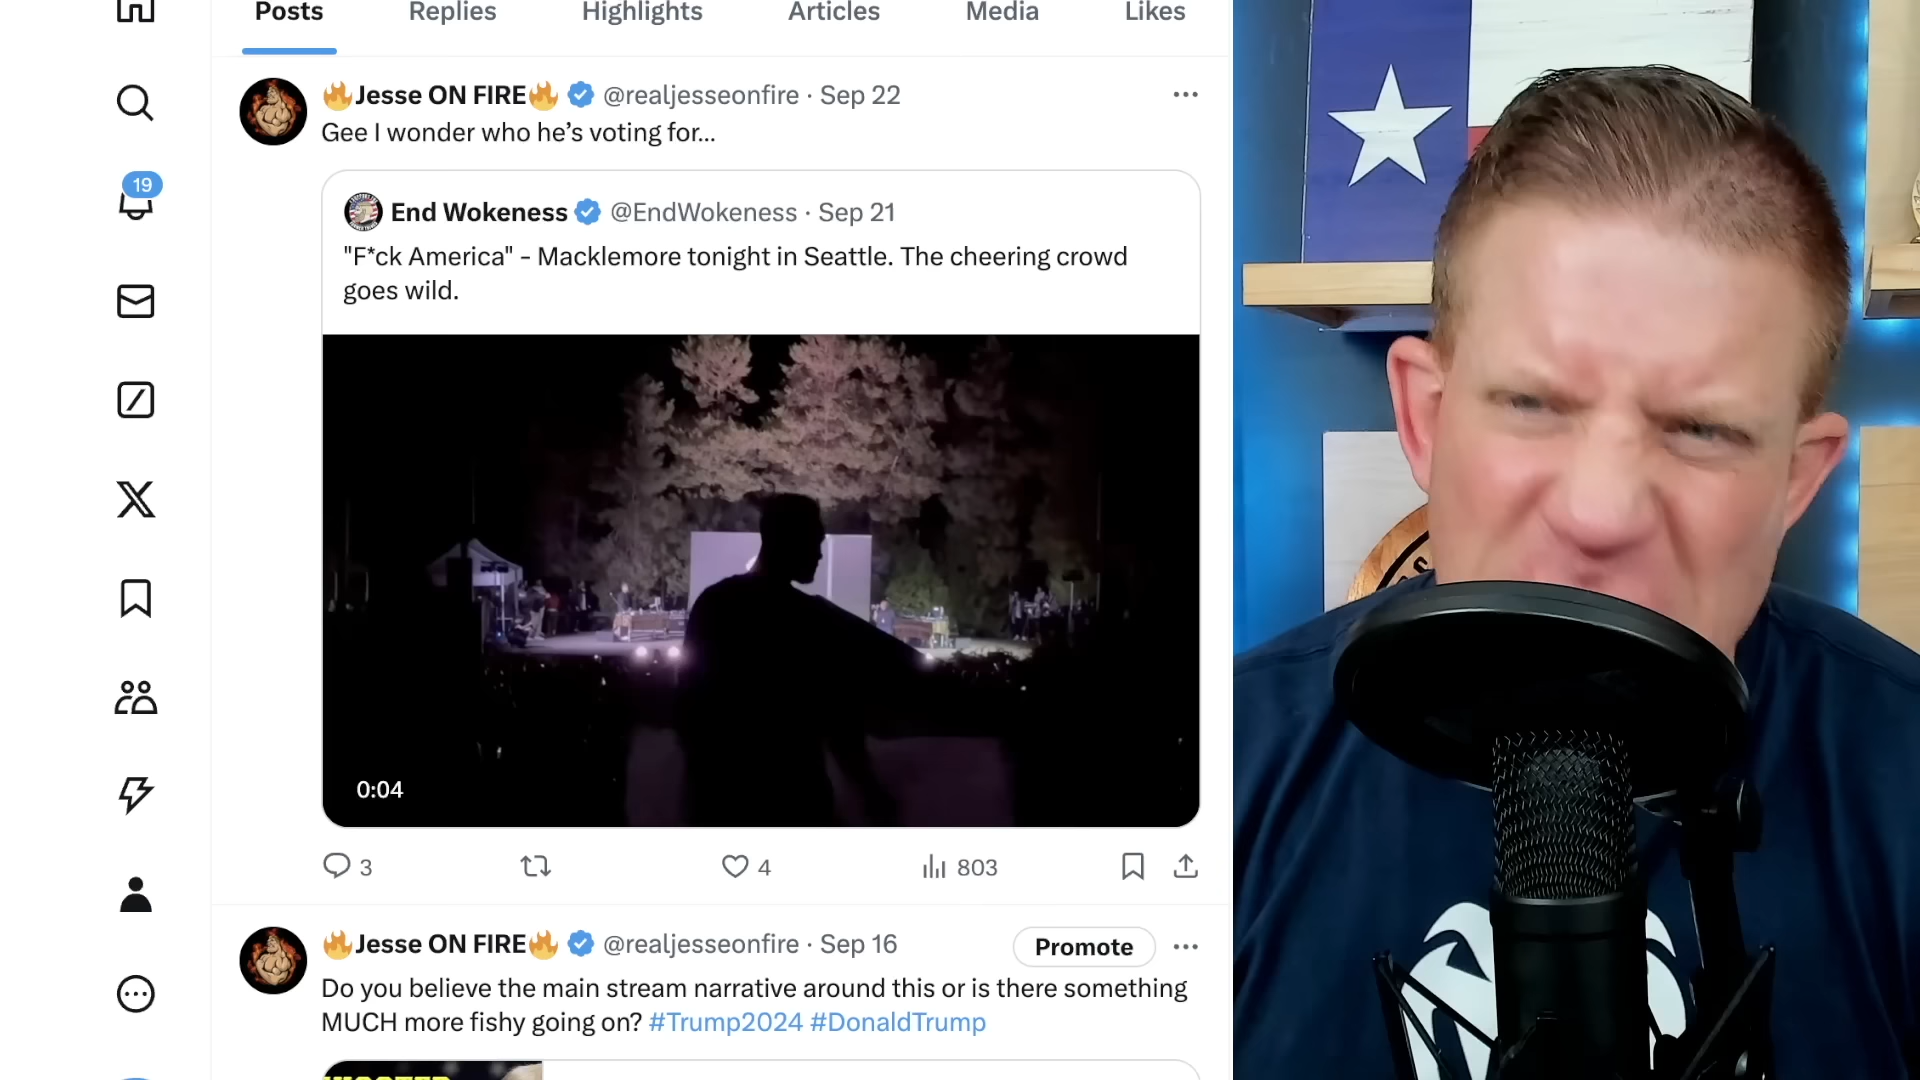 Posts Replies Highlights Articles Media Likes
19
🔥Jesse ON FIRE🔥 @realjesseonfire · Sep 22
Gee I wonder who he's voting for...
End Wokeness @EndWokeness · Sep 21
"F*ck America" - Macklemore tonight in Seattle. The cheering crowd
goes wild.
0:04
3 4 803
🔥Jesse ON FIRE🔥 @realjesseonfire · Sep 16
Promote
Do you believe the main stream narrative around this or is there something
MUCH more fishy going on? #Trump2024 #DonaldTrump